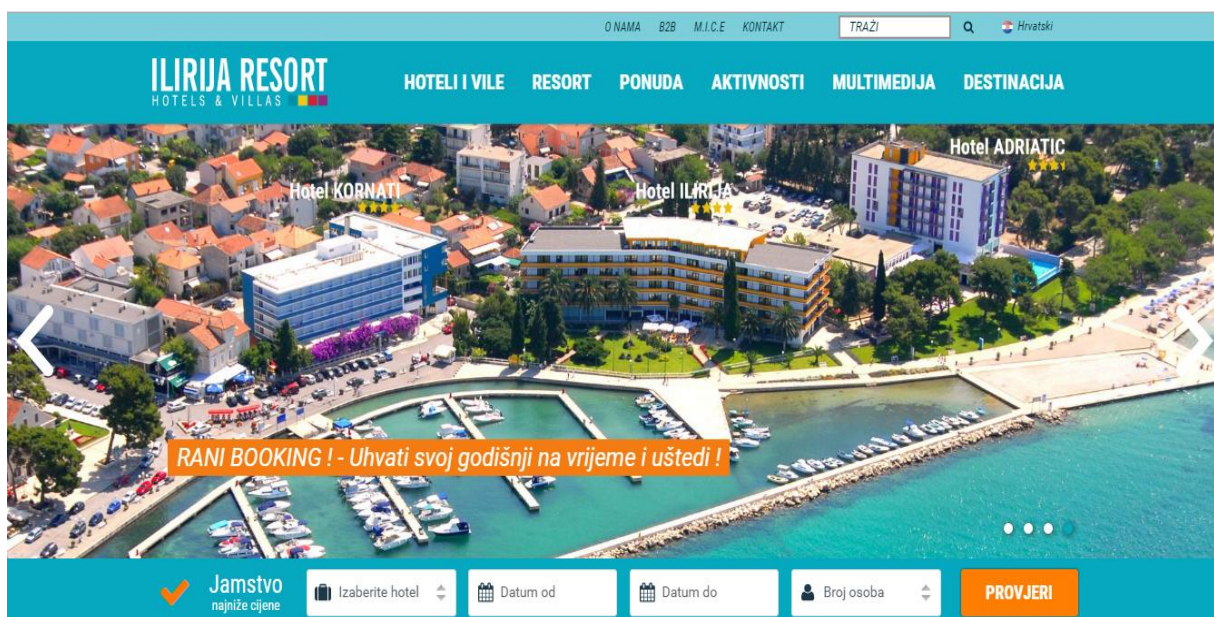 O NAMA B2B M.I.C.E KONTAKT TRAŽI Hrvatski
ILIRIJA RESORT
HOTELS & VILLAS
HOTELI I VILE RESORT PONUDA AKTIVNOSTI MULTIMEDIJA DESTINACIJA
Hotel ADRIATIC
Hotel KORNATI
Hotel ILIRIJA
RANI BOOKING ! - Uhvati svoj godišnji na vrijeme i uštedi !
Jamstvo
najniže cijene
Izaberite hotel
Datum od
Datum do
Broj osoba
PROVJERI